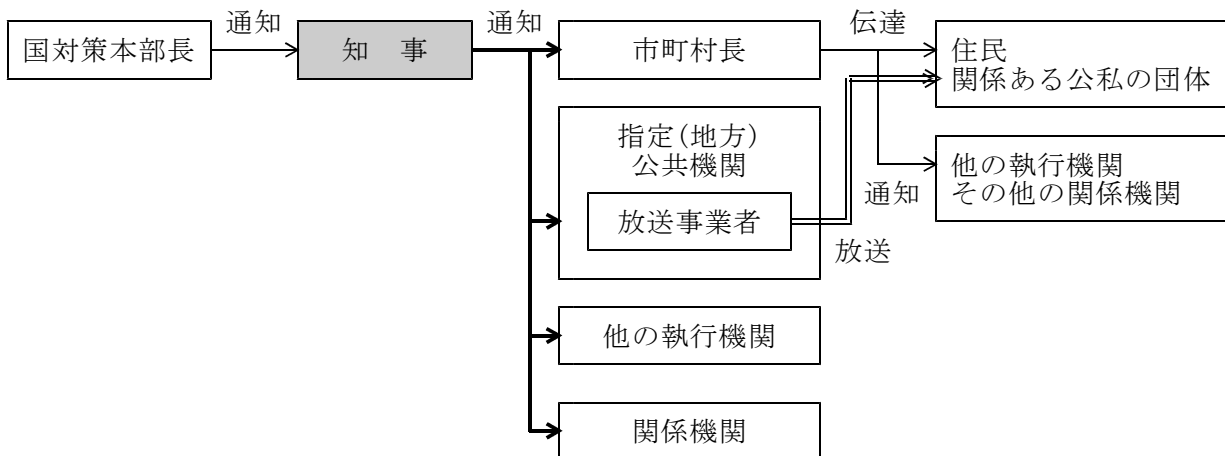 通知
通知
伝達
国対策本部長
知　事
市町村長
住民
関係ある公私の団体
指定(地方)
公共機関
放送事業者
放送
通知
他の執行機関
その他の関係機関
他の執行機関
関係機関